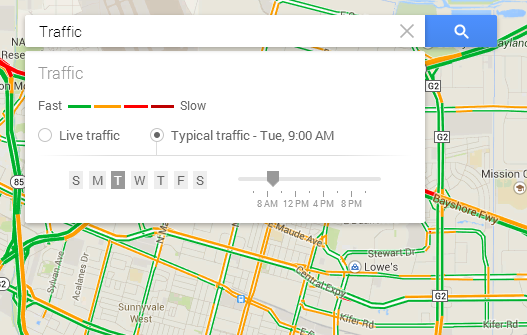 Traffic
NA
Rese
on Mo
Traffic
Fast Slow
G2
Live traffic Typical traffic - Tue, 9:00 AM
G2
S M T W T F S
85
Mission C
8 AM 12 PM 4 PM 8 PM
Bayshore Fwy
E Maude Ave
Sylvan Ave
Acalanes Dr
Stewart Dr
Lowe's
Central Expy
G2
Sunnyvale
West
Kifer Rd
Kifer Rd